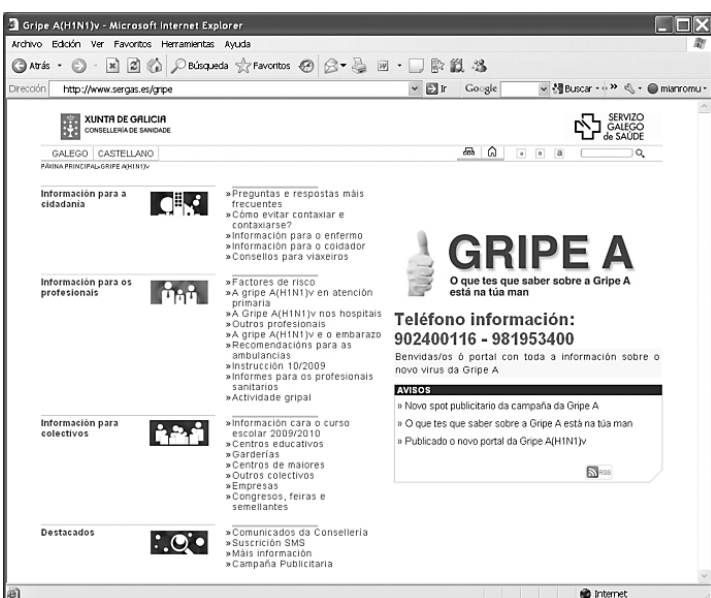 Gripe A(H1N1)v - Microsoft Internet Explorer
Archivo Edición Ver Favoritos Herramientas Ayuda
Atrás Búsqueda Favoritos
Dirección http://www.sergas.es/gripe Ir Google Buscar mianromu
XUNTA DE GALICIA
CONSELLERÍA DE SANIDADE
SERVIZO
GALEGO
de SAÚDE
GALEGO CASTELLANO
a a a
PÁXINA PRINCIPAL»GRIPE A(H1N1)v
Información para a
cidadanía
»Preguntas e respostas máis
frecuentes
»Cómo evitar contaxiar e
contaxiarse?
»Información para o enfermo
»Información para o coidador
»Consellos para viaxeiros
Información para os
profesionais
»Factores de risco
»A gripe A(H1N1)v en atención
primaria
»A Gripe A(H1N1)v nos hospitais
»Outros profesionais
»A gripe A(H1N1)v e o embarazo
»Recomendacións para as
ambulancias
»Instrucción 10/2009
»Informes para os profesionais
sanitarios
»Actividade gripal
Información para
colectivos
»Información cara o curso
escolar 2009/2010
»Centros educativos
»Garderías
»Centros de maiores
»Outros colectivos
»Empresas
»Congresos, feiras e
semellantes
Destacados
»Comunicados da Consellería
»Suscrición SMS
»Máis información
»Campaña Publicitaria
GRIPE A
O que tes que saber sobre a Gripe A
está na túa man
Teléfono información:
902400116 - 981953400
Benvidas/os ó portal con toda a información sobre o
novo virus da Gripe A
AVISOS
» Novo spot publicitario da campaña da Gripe A
» O que tes que saber sobre a Gripe A está na túa man
» Publicado o novo portal da Gripe A(H1N1)v
RSS
Internet